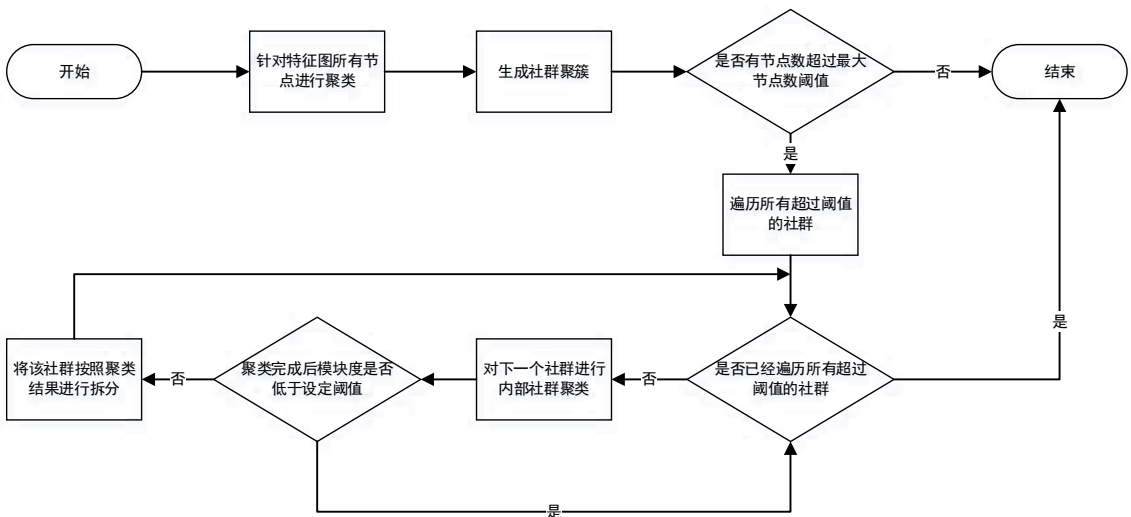 开始
针对特征图所有节
点进行聚类
生成社群聚簇
是否有节点数超过最大
节点数阈值
否
结束
是
遍历所有超过阈值
的社群
是
将该社群按照聚类
结果进行拆分
否
聚类完成后模块度是否
低于设定阈值
对下一个社群进行
内部社群聚类
否
是否已经遍历所有超过
阈值的社群
是